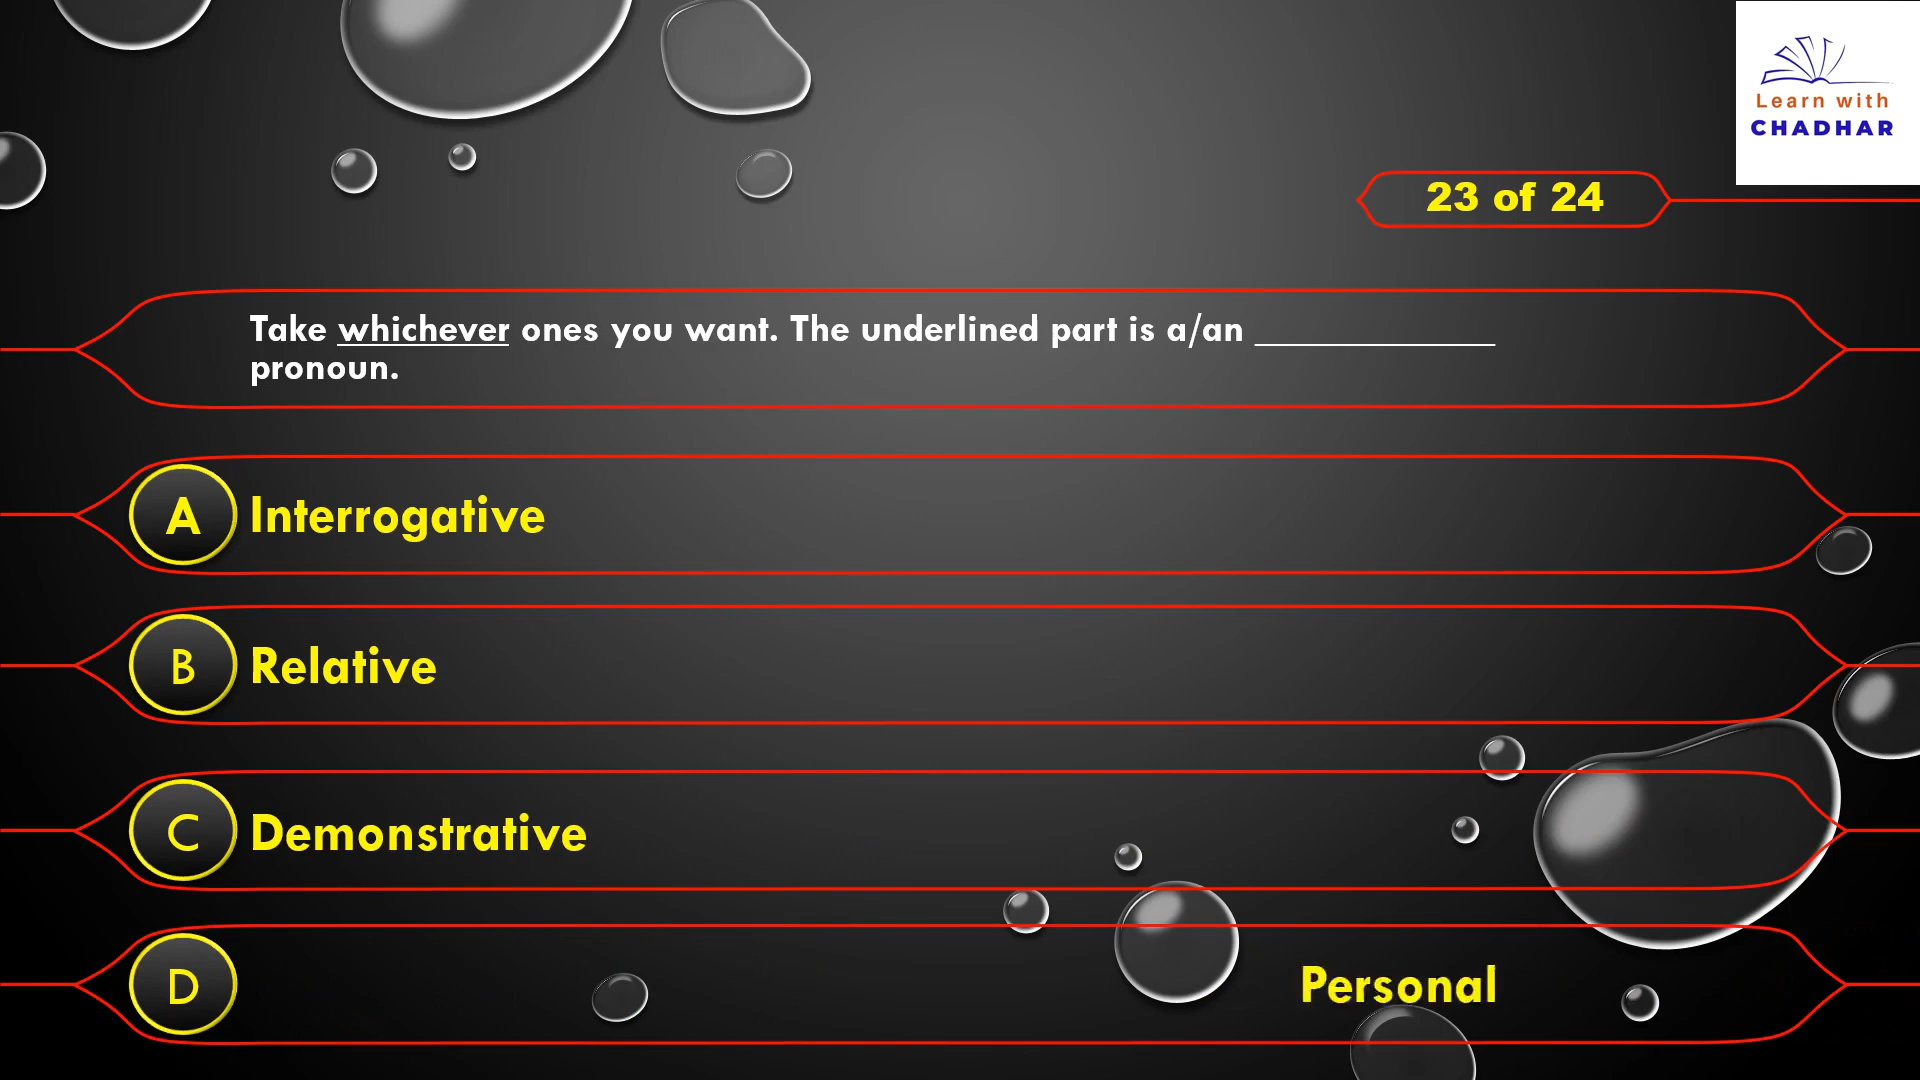 Learn with
CHADHAR
23 of 24
Take whichever ones you want. The underlined part is a/an _____________
pronoun.
A Interrogative
B Relative
C Demonstrative
D Personal